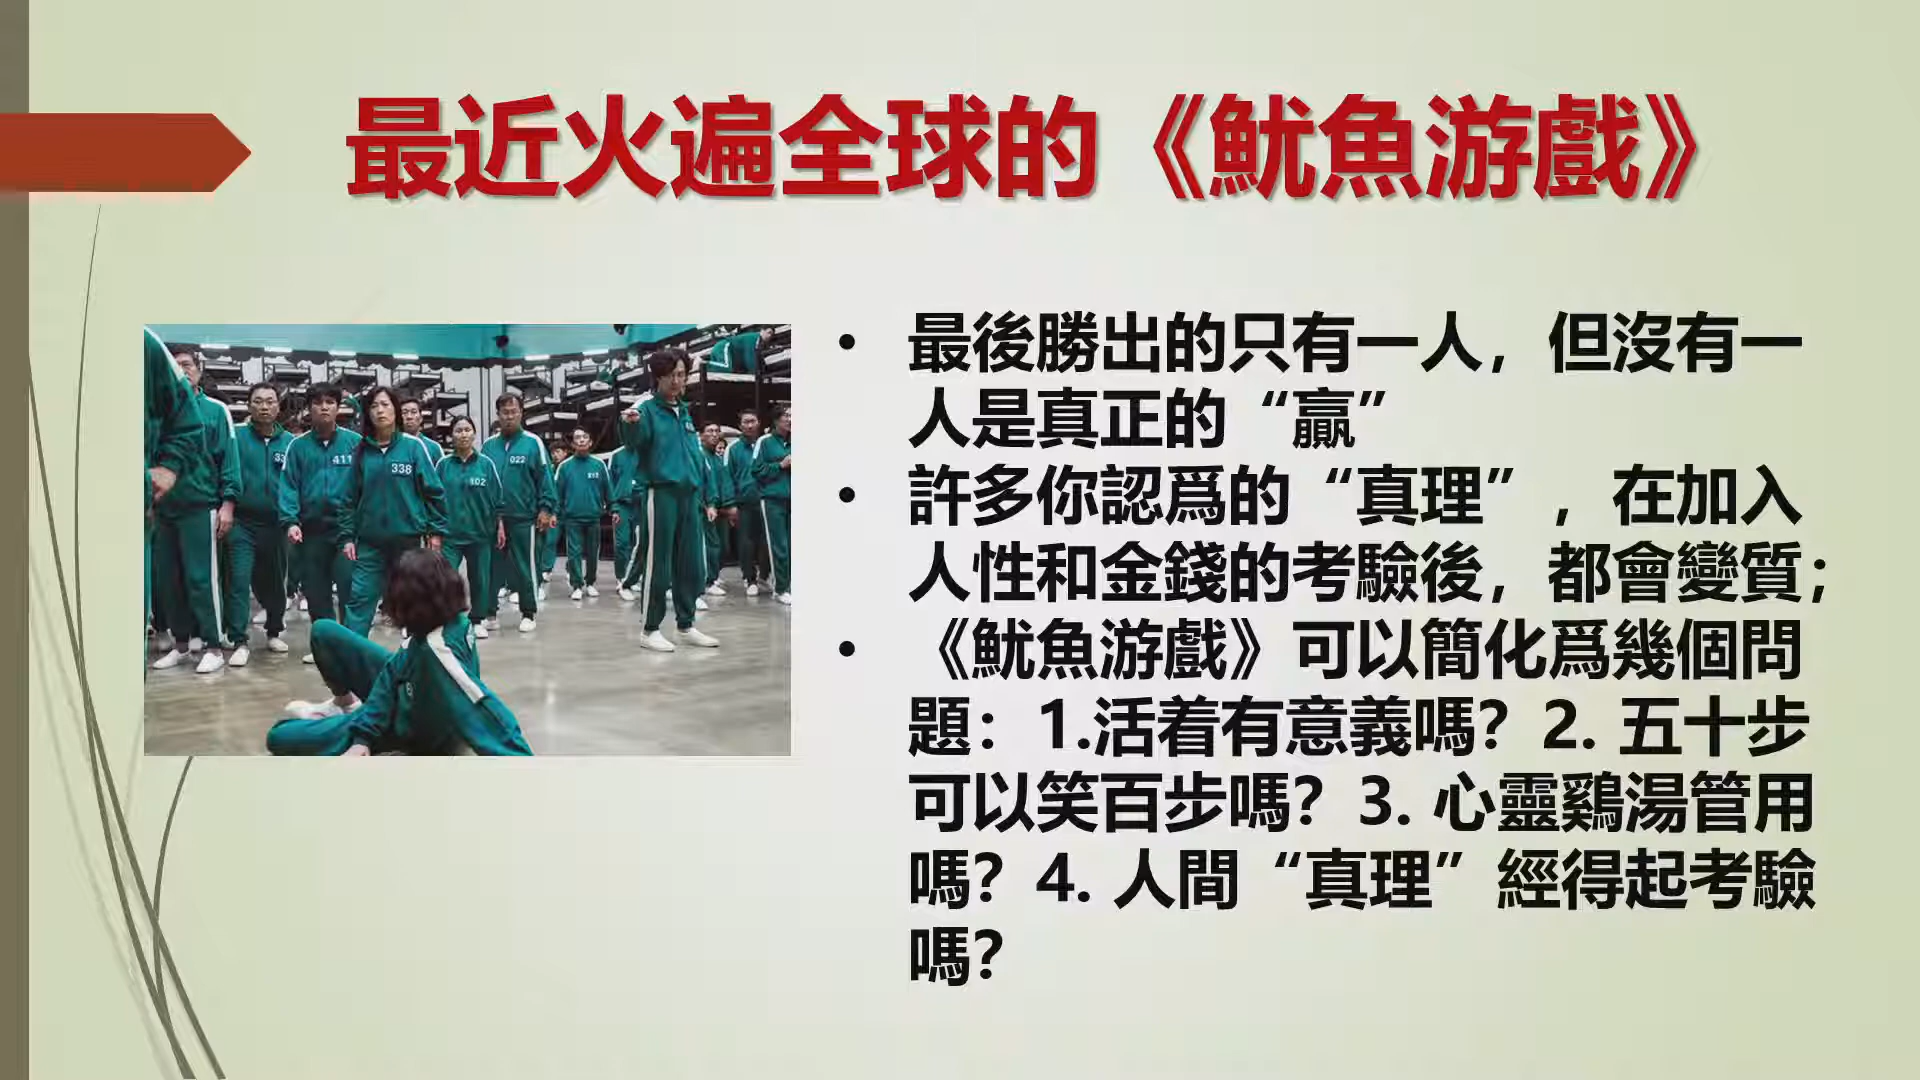 最近火遍全球的《魷魚游戲》
• 最後勝出的只有一人，但沒有一
人是真正的“贏”
• 許多你認爲的“真理”，在加入
人性和金錢的考驗後，都會變質；
• 《魷魚游戲》可以簡化爲幾個問
題：1.活着有意義嗎？2. 五十步
可以笑百步嗎？3. 心靈鷄湯管用
嗎？4. 人間“真理”經得起考驗
嗎？
33
411
338
102
022